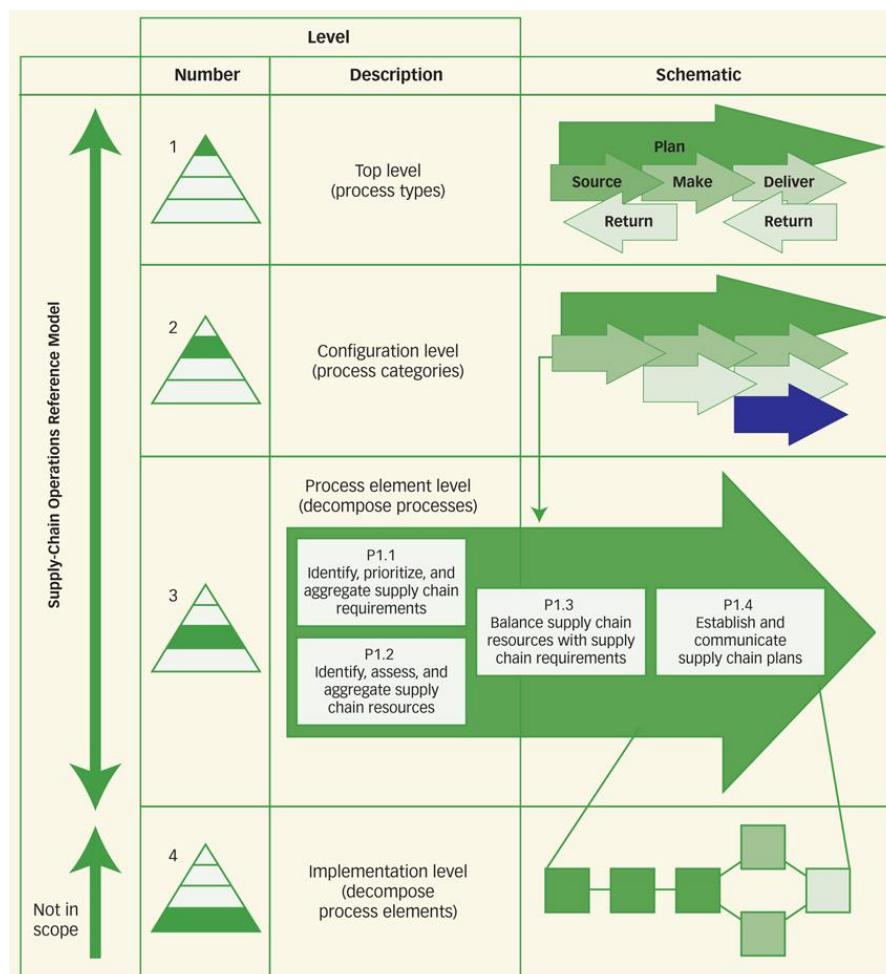 Level
Number
Description
Schematic
Supply-Chain Operations Reference Model
1
Top level
(process types)
Plan
Source
Make
Deliver
Return
Return
2
Configuration level
(process categories)
3
Process element level
(decompose processes)
P1.1
Identify, prioritize, and
aggregate supply chain
requirements
P1.2
Identify, assess, and
aggregate supply
chain resources
P1.3
Balance supply chain
resources with supply
chain requirements
P1.4
Establish and
communicate
supply chain plans
Not in
scope
4
Implementation level
(decompose
process elements)